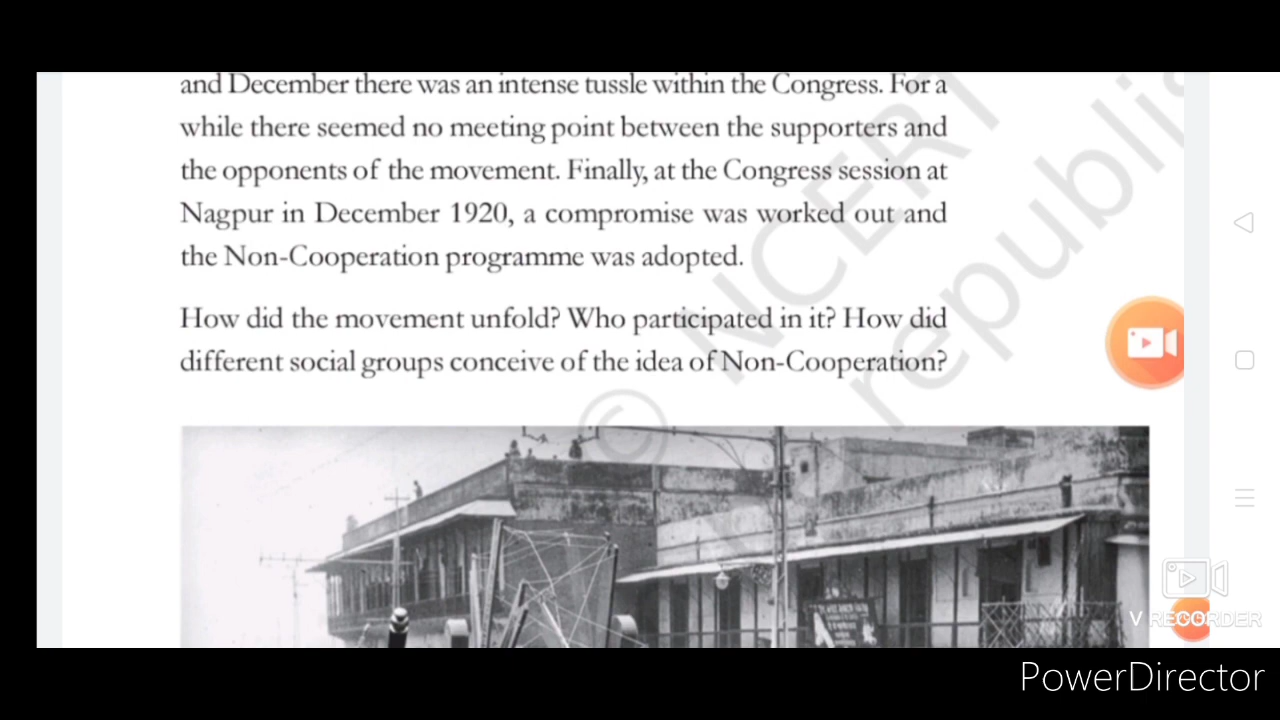 and December there was an intense tussle within the Congress. For a
while there seemed no meeting point between the supporters and
the opponents of the movement. Finally, at the Congress session at
Nagpur in December 1920, a compromise was worked out and
the Non-Cooperation programme was adopted.
How did the movement unfold? Who participated in it? How did
different social groups conceive of the idea of Non-Cooperation?
© NCERT
republis
V RECORDER
PowerDirector